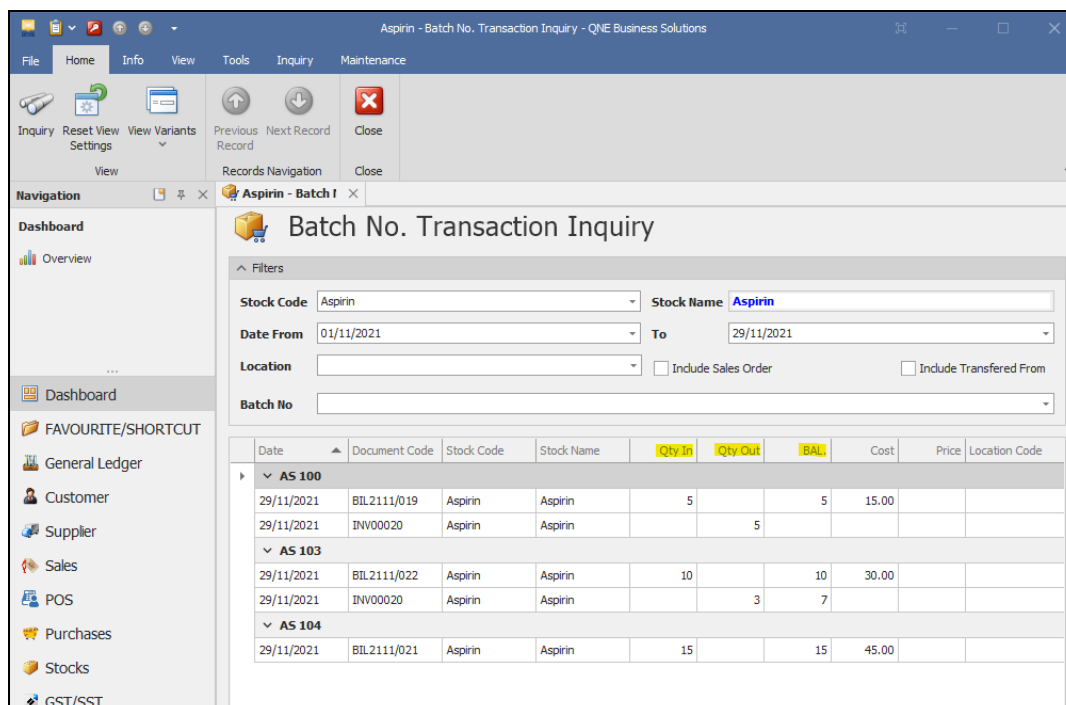 Aspirin - Batch No. Transaction Inquiry - QNE Business Solutions
File Home Info View Tools Inquiry Maintenance
Inquiry Reset View Settings View Variants Previous Record Next Record Close
View Records Navigation Close
Navigation
Aspirin - Batch
Dashboard
Overview
Batch No. Transaction Inquiry
Filters
Stock Code Aspirin Stock Name Aspirin
Date From 01/11/2021 To 29/11/2021
Location Include Sales Order Include Transfered From
Batch No
...
Dashboard
FAVOURITE/SHORTCUT
General Ledger
Customer
Supplier
Sales
POS
Purchases
Stocks
GST/SST
Date Document Code Stock Code Stock Name Qty In Qty Out BAL. Cost Price Location Code
AS 100
29/11/2021 BIL2111/019 Aspirin Aspirin 5 5 15.00
29/11/2021 INV00020 Aspirin Aspirin 5
AS 103
29/11/2021 BIL2111/022 Aspirin Aspirin 10 10 30.00
29/11/2021 INV00020 Aspirin Aspirin 3 7
AS 104
29/11/2021 BIL2111/021 Aspirin Aspirin 15 15 45.00